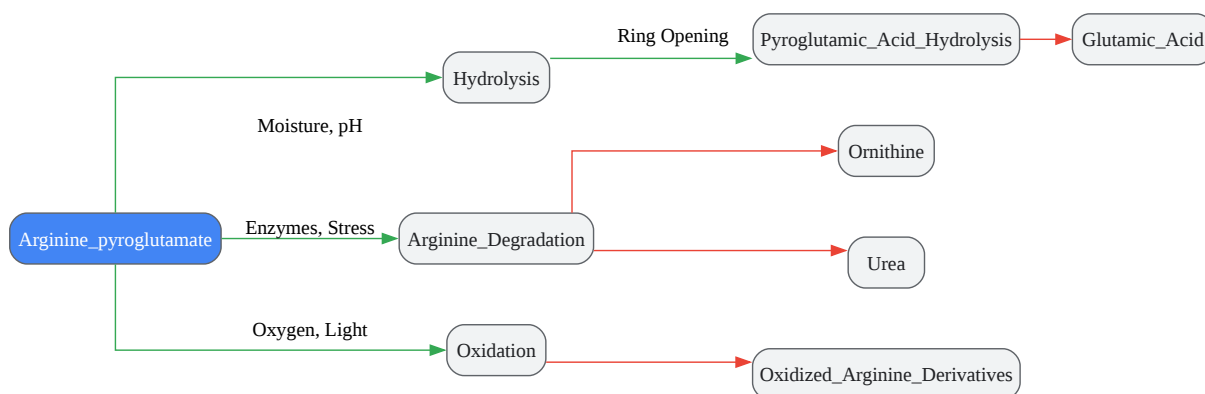 Ring Opening
Pyroglutamic_Acid_Hydrolysis
Glutamic_Acid
Hydrolysis
Moisture, pH
Ornithine
Arginine_pyroglutamate
Enzymes, Stress
Arginine_Degradation
Urea
Oxygen, Light
Oxidation
Oxidized_Arginine_Derivatives